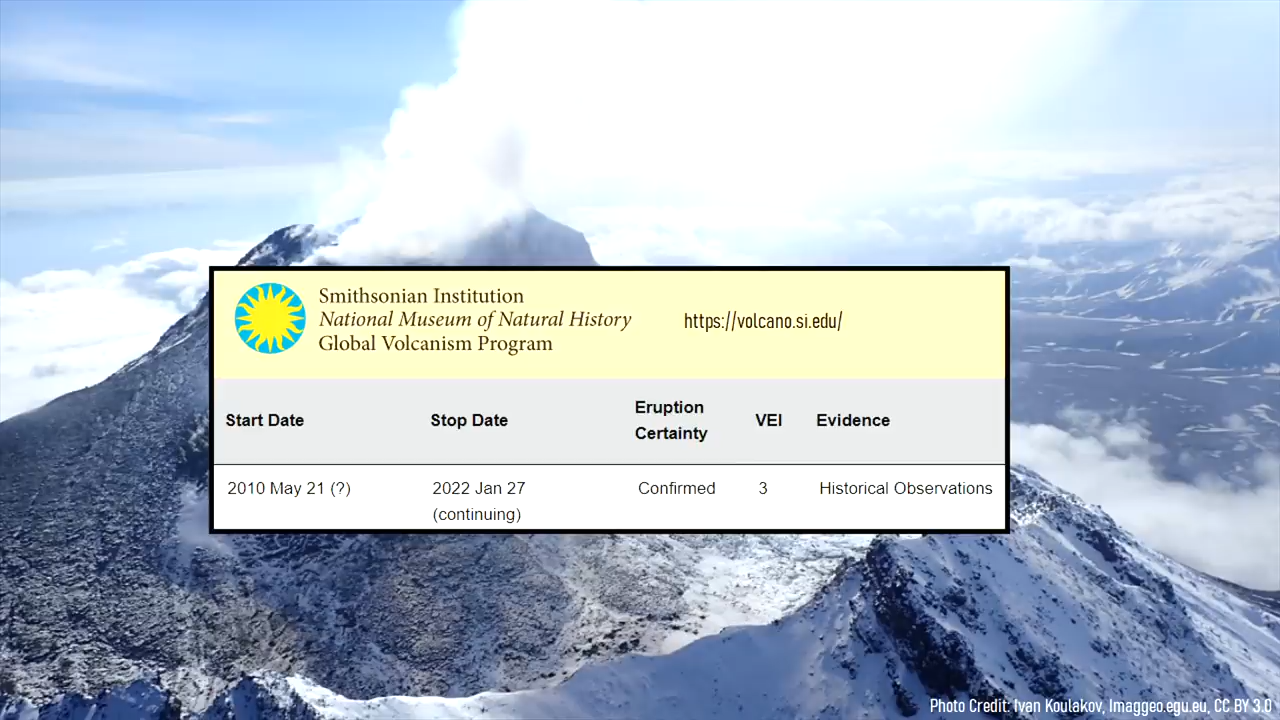 Smithsonian Institution
National Museum of Natural History
Global Volcanism Program
https://volcano.si.edu/
Start Date
Stop Date
Eruption
Certainty
VEI
Evidence
2010 May 21 (?)
2022 Jan 27
(continuing)
Confirmed
3
Historical Observations
Photo Credit: Ivan Koulakov, Imaggeo.egu.eu, CC BY 3.0